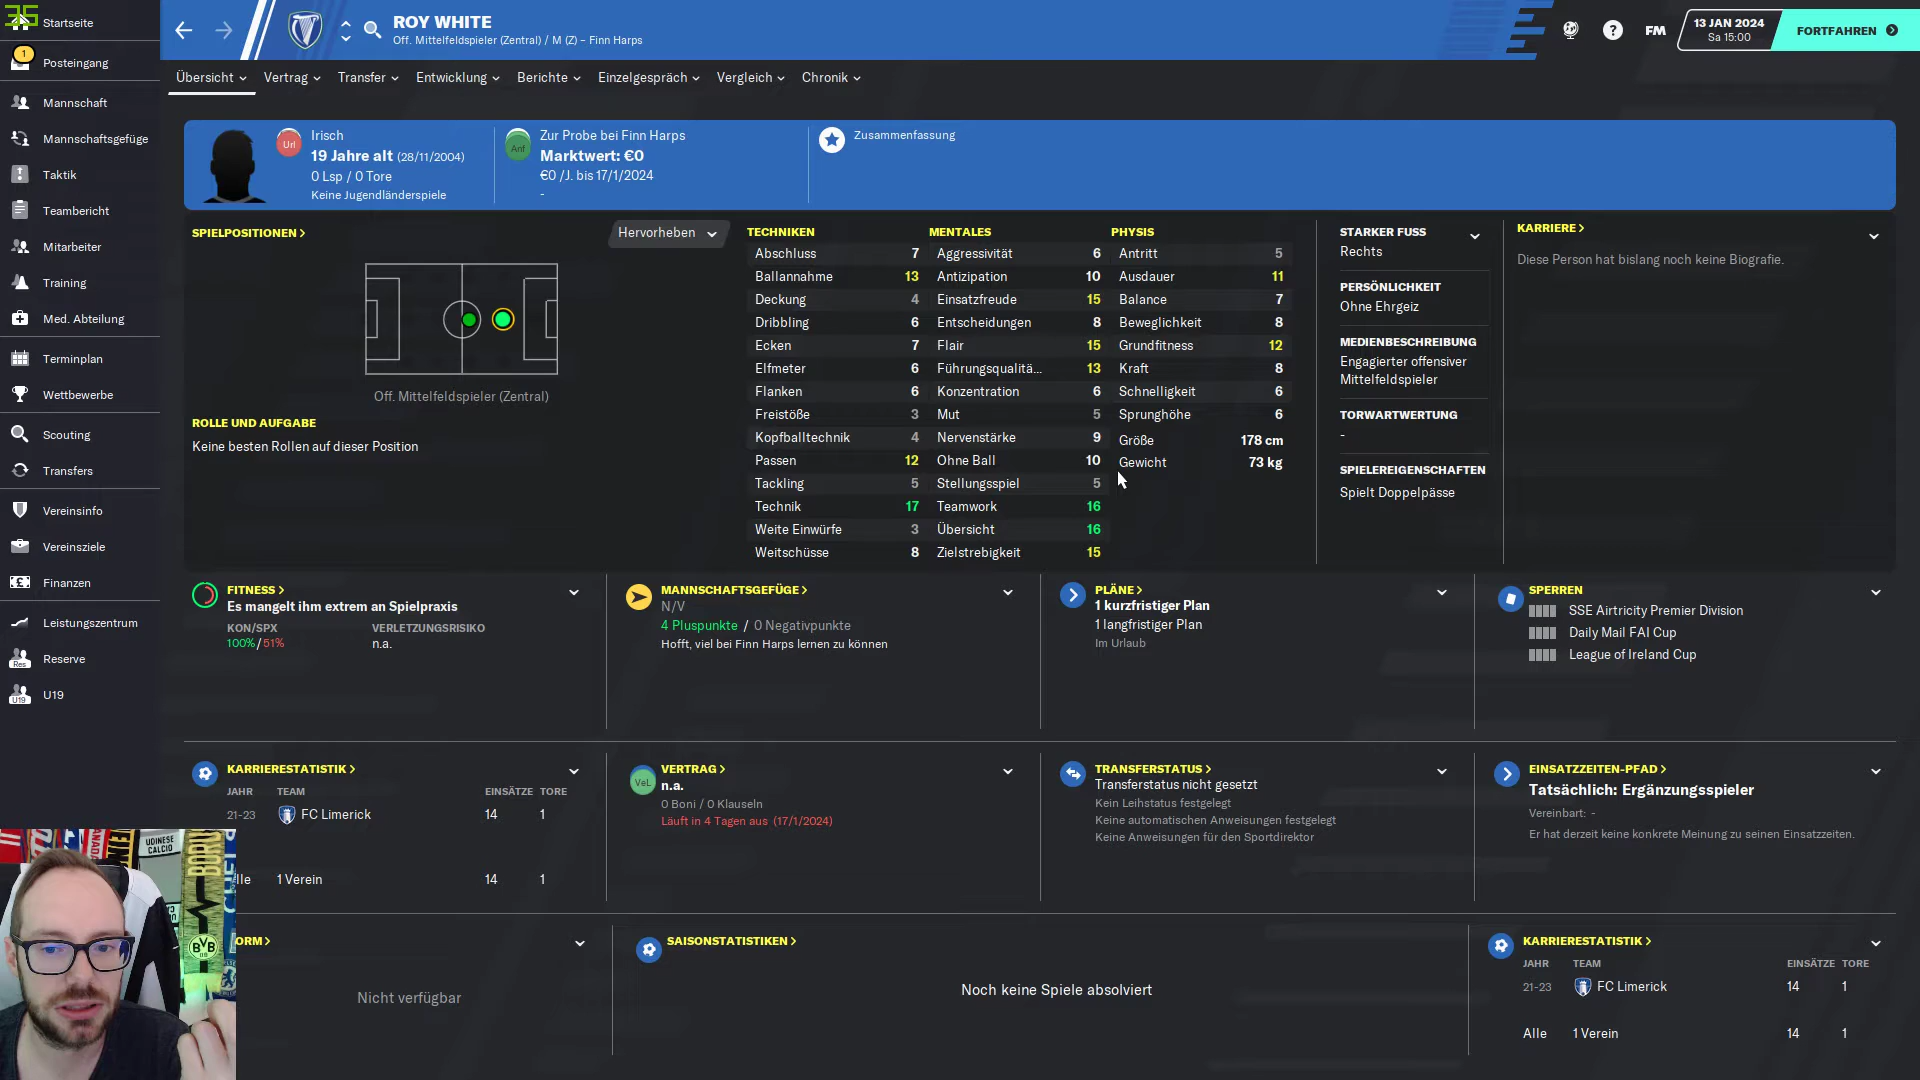 35
Startseite
1
Posteingang
Mannschaft
Mannschaftsgefüge
Taktik
Teambericht
Mitarbeiter
Training
Med. Abteilung
Terminplan
Wettbewerbe
Scouting
Transfers
Vereinsinfo
Vereinsziele
Finanzen
Leistungszentrum
Res
Reserve
U19
U19
ROY WHITE
Off. Mittelfeldspieler (Zentral) / M (Z) – Finn Harps
?
FM
13 JAN 2024
Sa 15:00
FORTFAHREN
Übersicht
Vertrag
Transfer
Entwicklung
Berichte
Einzelgespräch
Vergleich
Chronik
Url
Irisch
19 Jahre alt (28/11/2004)
0 Lsp / 0 Tore
Keine Jugendländerspiele
Anf
Zur Probe bei Finn Harps
Marktwert: €0
€0 /J. bis 17/1/2024
-
Zusammenfassung
SPIELPOSITIONEN
Hervorheben
Off. Mittelfeldspieler (Zentral)
ROLLE UND AUFGABE
Keine besten Rollen auf dieser Position
TECHNIKEN
Abschluss 7
Ballannahme 13
Deckung 4
Dribbling 6
Ecken 7
Elfmeter 6
Flanken 6
Freistöße 3
Kopfballtechnik 4
Passen 12
Tackling 5
Technik 17
Weite Einwürfe 3
Weitschüsse 8
MENTALES
Aggressivität 6
Antizipation 10
Einsatzfreude 15
Entscheidungen 8
Flair 15
Führungsqualitä... 13
Konzentration 6
Mut 5
Nervenstärke 9
Ohne Ball 10
Stellungsspiel 5
Teamwork 16
Übersicht 16
Zielstrebigkeit 15
PHYSIS
Antritt 5
Ausdauer 11
Balance 7
Beweglichkeit 8
Grundfitness 12
Kraft 8
Schnelligkeit 6
Sprunghöhe 6
Größe 178 cm
Gewicht 73 kg
STARKER FUSS
Rechts
PERSÖNLICHKEIT
Ohne Ehrgeiz
MEDIENBESCHREIBUNG
Engagierter offensiver
Mittelfeldspieler
TORWARTWERTUNG
-
SPIELEREIGENSCHAFTEN
Spielt Doppelpässe
KARRIERE
Diese Person hat bislang noch keine Biografie.
FITNESS
Es mangelt ihm extrem an Spielpraxis
KON/SPX VERLETZUNGSRISIKO
100%/51% n.a.
MANNSCHAFTSGEFÜGE
N/V
4 Pluspunkte / 0 Negativpunkte
Hofft, viel bei Finn Harps lernen zu können
PLÄNE
1 kurzfristiger Plan
1 langfristiger Plan
Im Urlaub
SPERREN
SSE Airtricity Premier Division
Daily Mail FAI Cup
League of Ireland Cup
KARRIERESTATISTIK
JAHR TEAM EINSÄTZE TORE
21-23 FC Limerick 14 1
lle 1 Verein 14 1
VERTRAG
VeL
n.a.
0 Boni / 0 Klauseln
Läuft in 4 Tagen aus (17/1/2024)
TRANSFERSTATUS
Transferstatus nicht gesetzt
Kein Leihstatus festgelegt
Keine automatischen Anweisungen festgelegt
Keine Anweisungen für den Sportdirektor
EINSATZZEITEN-PFAD
Tatsächlich: Ergänzungsspieler
Vereinbart: -
Er hat derzeit keine konkrete Meinung zu seinen Einsatzzeiten.
ORM
Nicht verfügbar
SAISONSTATISTIKEN
Noch keine Spiele absolviert
KARRIERESTATISTIK
JAHR TEAM EINSÄTZE TORE
21-23 FC Limerick 14 1
Alle 1 Verein 14 1
UDINESE
CALCIO
BORU
BVB
09